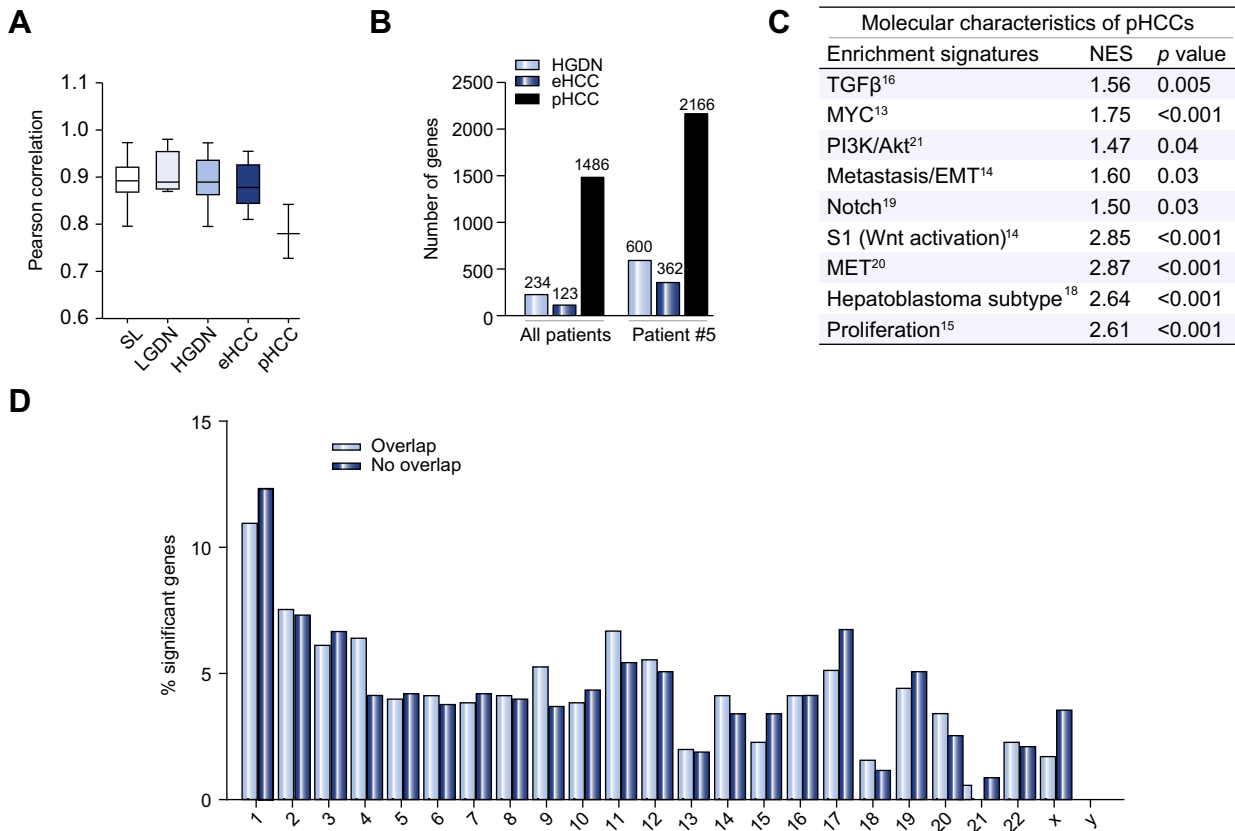 A
Pearson correlation
1.1
1.0
0.9
0.8
0.7
0.6
SL
LGDN
HGDN
eHCC
pHCC
B
HGDN
eHCC
pHCC
Number of genes
2500
2000
1500
1000
500
0
234
123
1486
600
362
2166
All patients
Patient #5
C
Molecular characteristics of pHCCs
Enrichment signatures NES p value
TGFβ16 1.56 0.005
MYC13 1.75 <0.001
PI3K/Akt21 1.47 0.04
Metastasis/EMT14 1.60 0.03
Notch19 1.50 0.03
S1 (Wnt activation)14 2.85 <0.001
MET20 2.87 <0.001
Hepatoblastoma subtype18 2.64 <0.001
Proliferation15 2.61 <0.001
D
% significant genes
15
10
5
0
Overlap
No overlap
1 2 3 4 5 6 7 8 9 10 11 12 13 14 15 16 17 18 19 20 21 22 x y